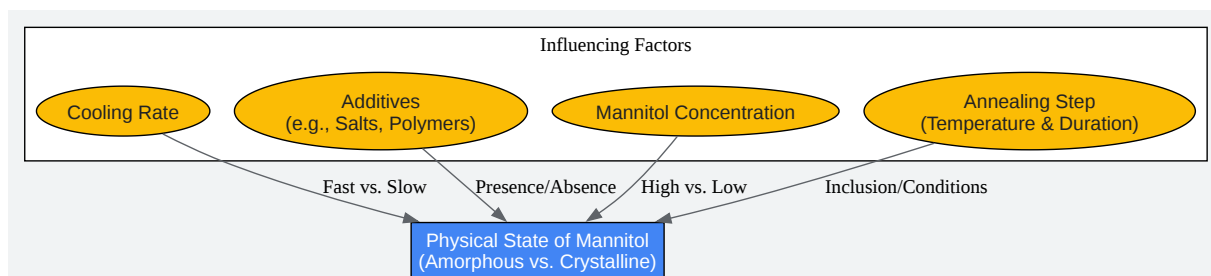 Influencing Factors
Cooling Rate
Additives
(e.g., Salts, Polymers)
Mannitol Concentration
Annealing Step
(Temperature & Duration)
Fast vs. Slow
Presence/Absence
High vs. Low
Inclusion/Conditions
Physical State of Mannitol
(Amorphous vs. Crystalline)